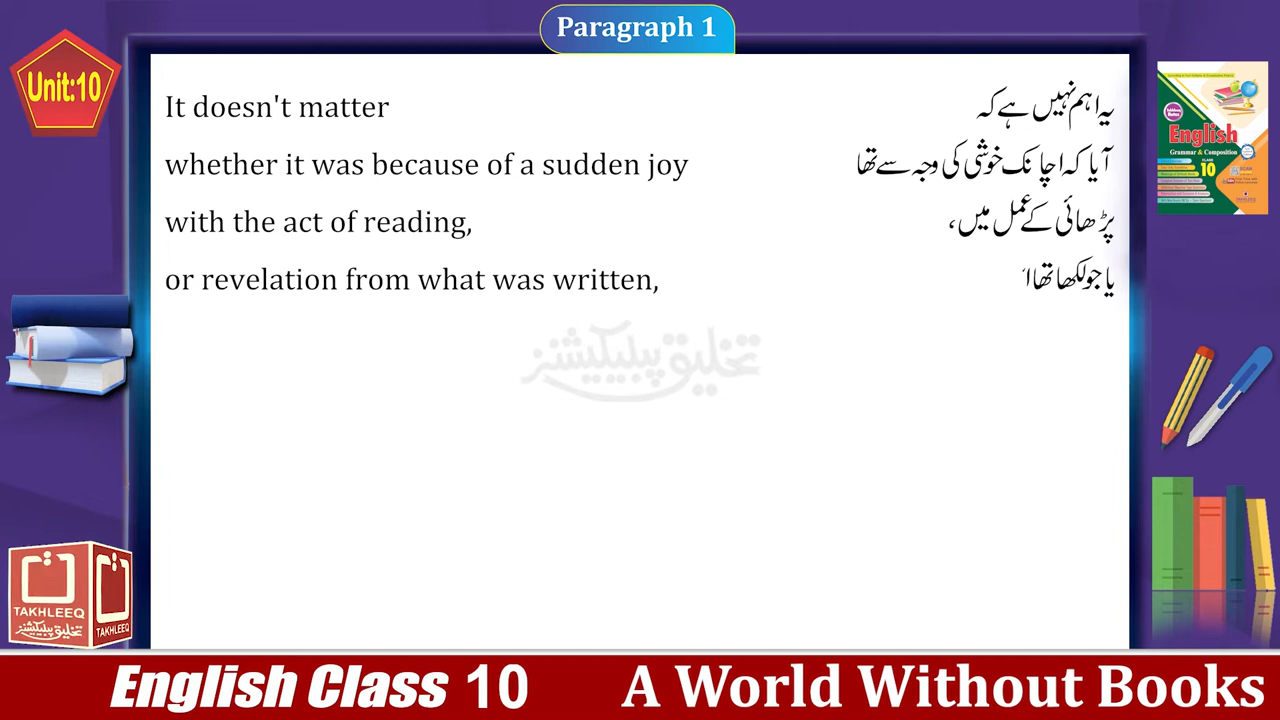 Paragraph 1
Unit:10
It doesn't matter
یہ اہم نہیں ہے کہ
whether it was because of a sudden joy
آیا کہ اچانک خوشی کی وجہ سے تھا
with the act of reading,
پڑھائی کے عمل میں،
or revelation from what was written,
یا جو لکھا تھا اَ
تخلیق پبلیکیشنز
English
Grammar & Composition
CLASS
10
TAKHLEEQ
تخلیق پبلیکیشنز
TAKHLEEQ
English Class 10
A World Without Books